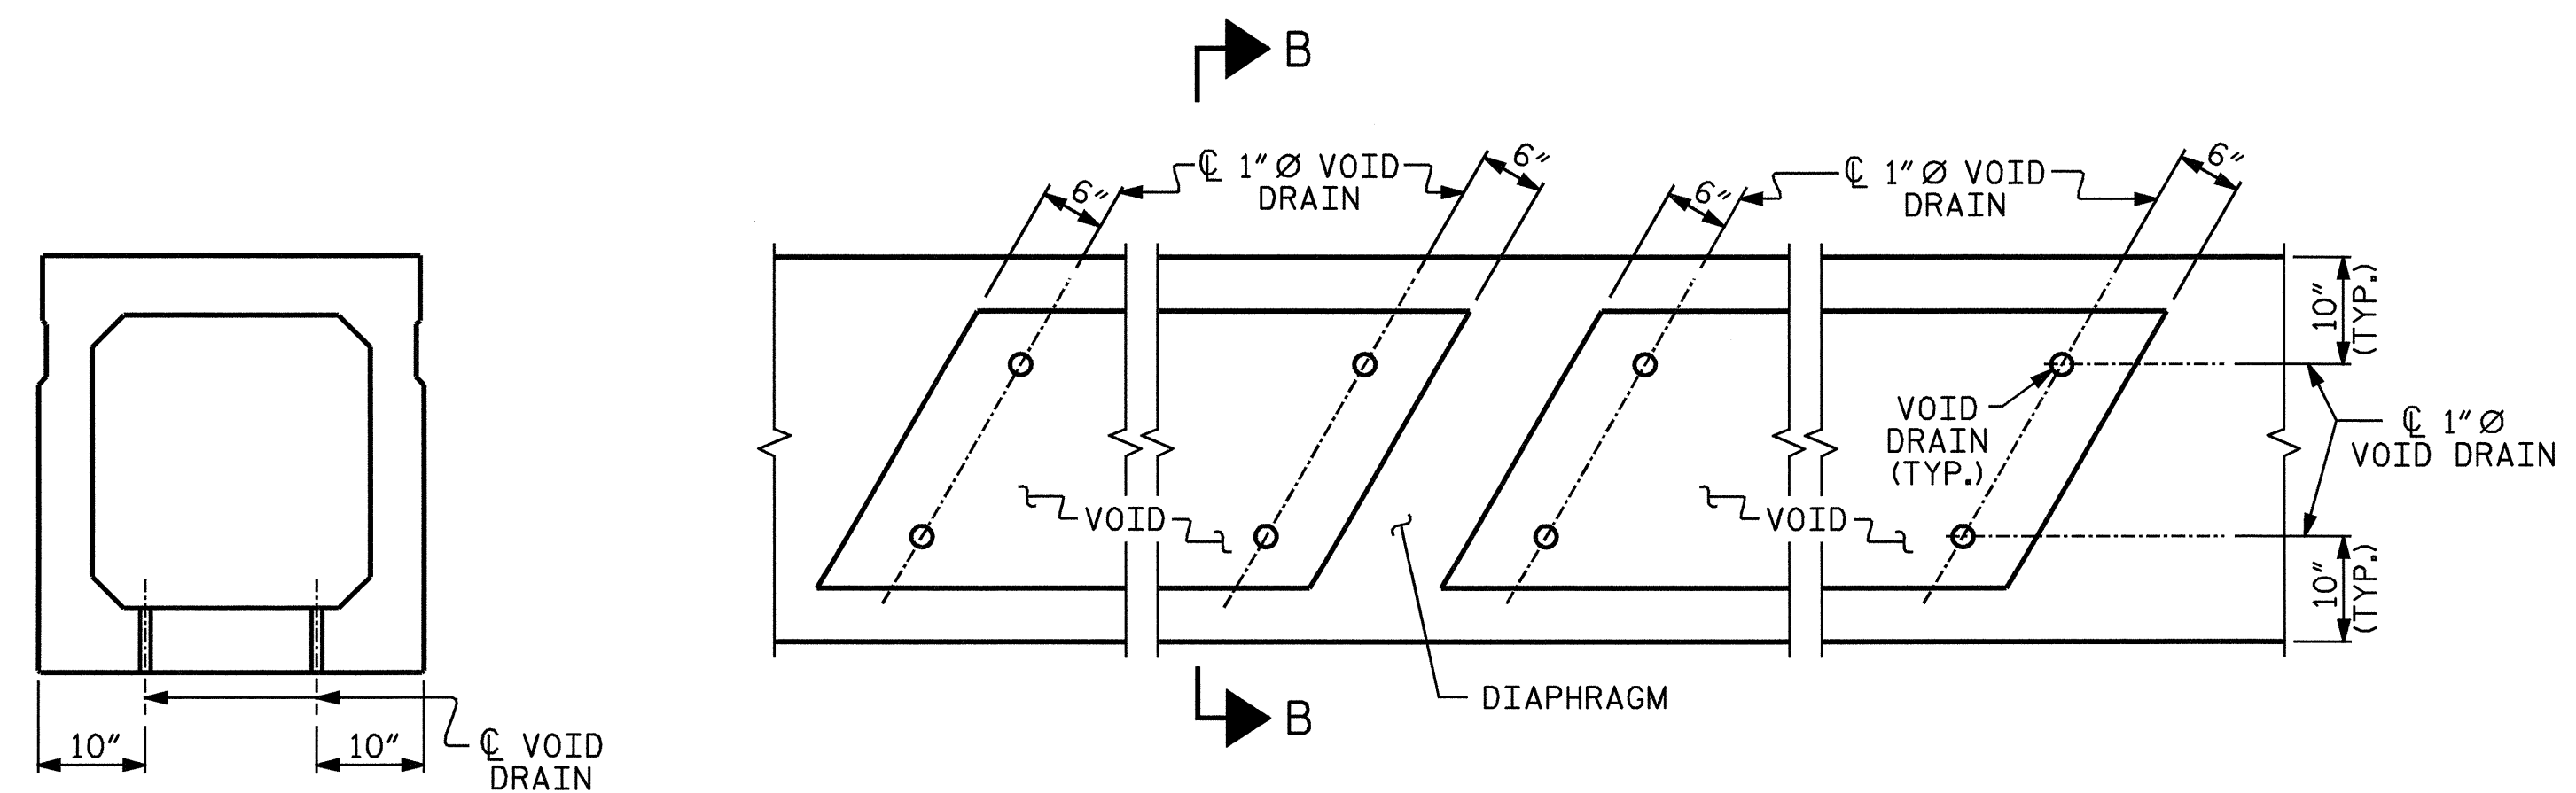 B
℄ 1" Ø VOID
DRAIN
6"
6"
℄ 1" Ø VOID
DRAIN
6"
6"
10"
(TYP.)
VOID
DRAIN
(TYP.)
℄ 1" Ø
VOID DRAIN
VOID
VOID
10"
(TYP.)
DIAPHRAGM
B
10"
10"
℄ VOID
DRAIN